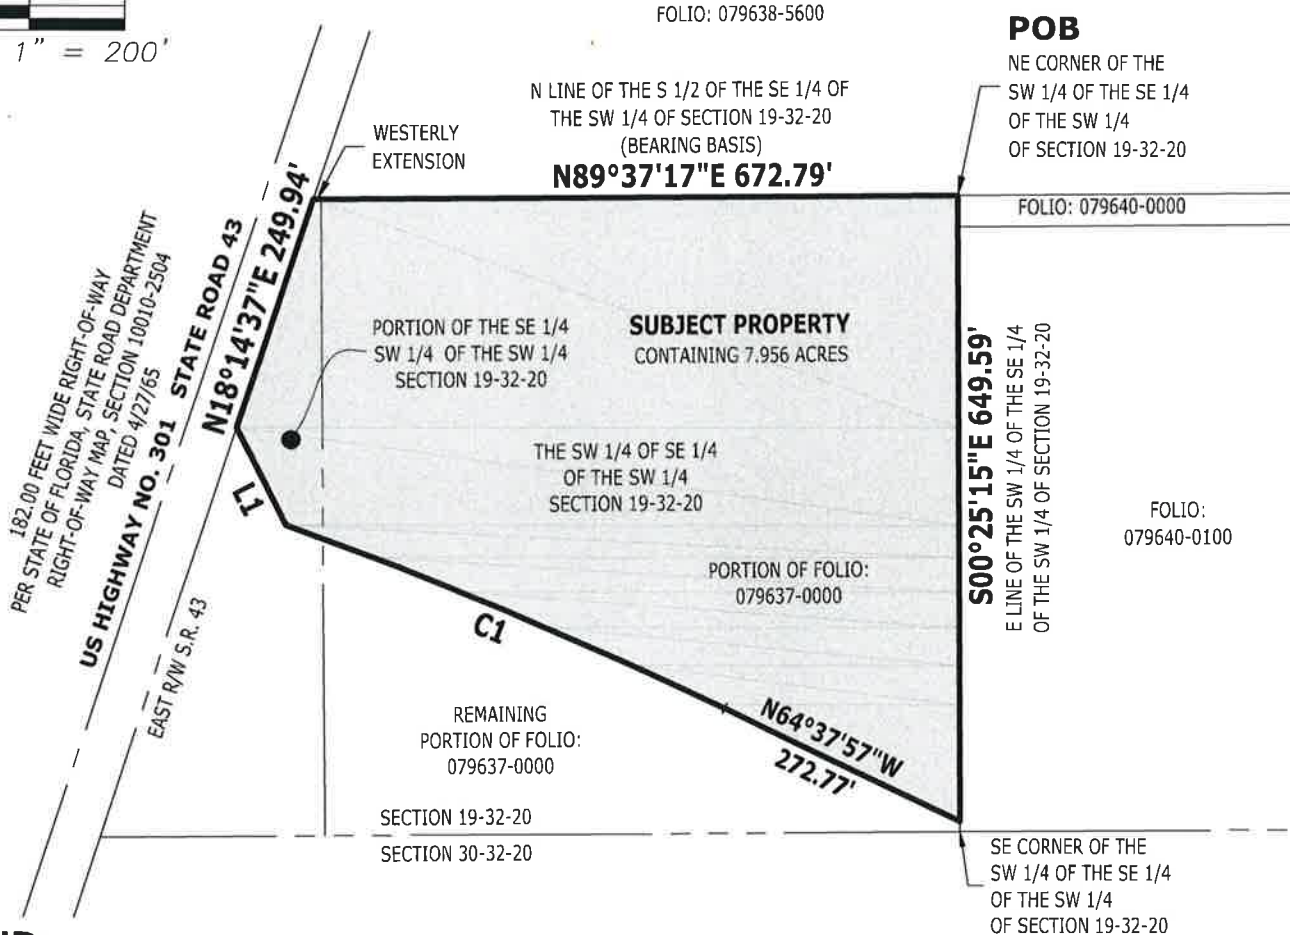 1" = 200'
FOLIO: 079638-5600
POB
NE CORNER OF THE
SW 1/4 OF THE SE 1/4
OF THE SW 1/4
OF SECTION 19-32-20
N LINE OF THE S 1/2 OF THE SE 1/4 OF
THE SW 1/4 OF SECTION 19-32-20
(BEARING BASIS)
N89°37'17"E 672.79'
WESTERLY
EXTENSION
FOLIO: 079640-0000
182.00 FEET WIDE RIGHT-OF-WAY
PER STATE OF FLORIDA, STATE ROAD DEPARTMENT
RIGHT-OF-WAY MAP, SECTION 10010-2504
DATED 4/27/65
US HIGHWAY NO. 301 STATE ROAD 43
N18°14'37"E 249.94'
PORTION OF THE SE 1/4
SW 1/4 OF THE SW 1/4
SECTION 19-32-20
SUBJECT PROPERTY
CONTAINING 7.956 ACRES
S00°25'15"E 649.59'
E LINE OF THE SW 1/4 OF THE SE 1/4
OF THE SW 1/4 OF SECTION 19-32-20
THE SW 1/4 OF SE 1/4
OF THE SW 1/4
SECTION 19-32-20
L1
FOLIO:
079640-0100
PORTION OF FOLIO:
079637-0000
C1
EAST R/W S.R. 43
N64°37'57"W
272.77'
REMAINING
PORTION OF FOLIO:
079637-0000
SECTION 19-32-20
SECTION 30-32-20
SE CORNER OF THE
SW 1/4 OF THE SE 1/4
OF THE SW 1/4
OF SECTION 19-32-20